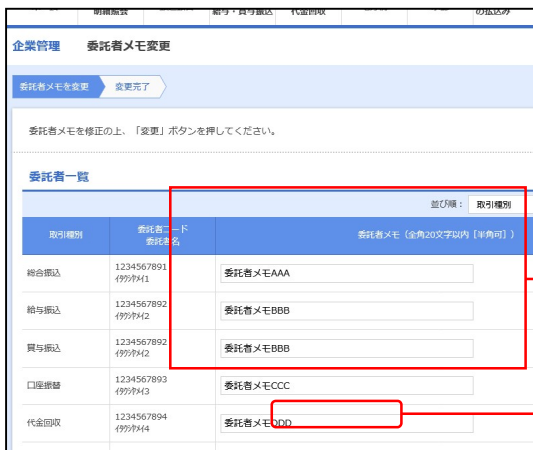 明細照会 給与・賞与振込 代金回収 の払込み
企業管理 委託者メモ変更
委託者メモを変更 変更完了
委託者メモを修正の上、「変更」ボタンを押してください。
委託者一覧
並び順： 取引種別
取引種別 委託者コード 委託者メモ（全角20文字以内［半角可］）
委託者名
総合振込 1234567891 委託者メモAAA
ｲﾀｸｼｬﾒｲ1
給与振込 1234567892 委託者メモBBB
ｲﾀｸｼｬﾒｲ2
賞与振込 1234567892 委託者メモBBB
ｲﾀｸｼｬﾒｲ2
口座振替 1234567893 委託者メモCCC
ｲﾀｸｼｬﾒｲ3
代金回収 1234567894 委託者メモDDD
ｲﾀｸｼｬﾒｲ4